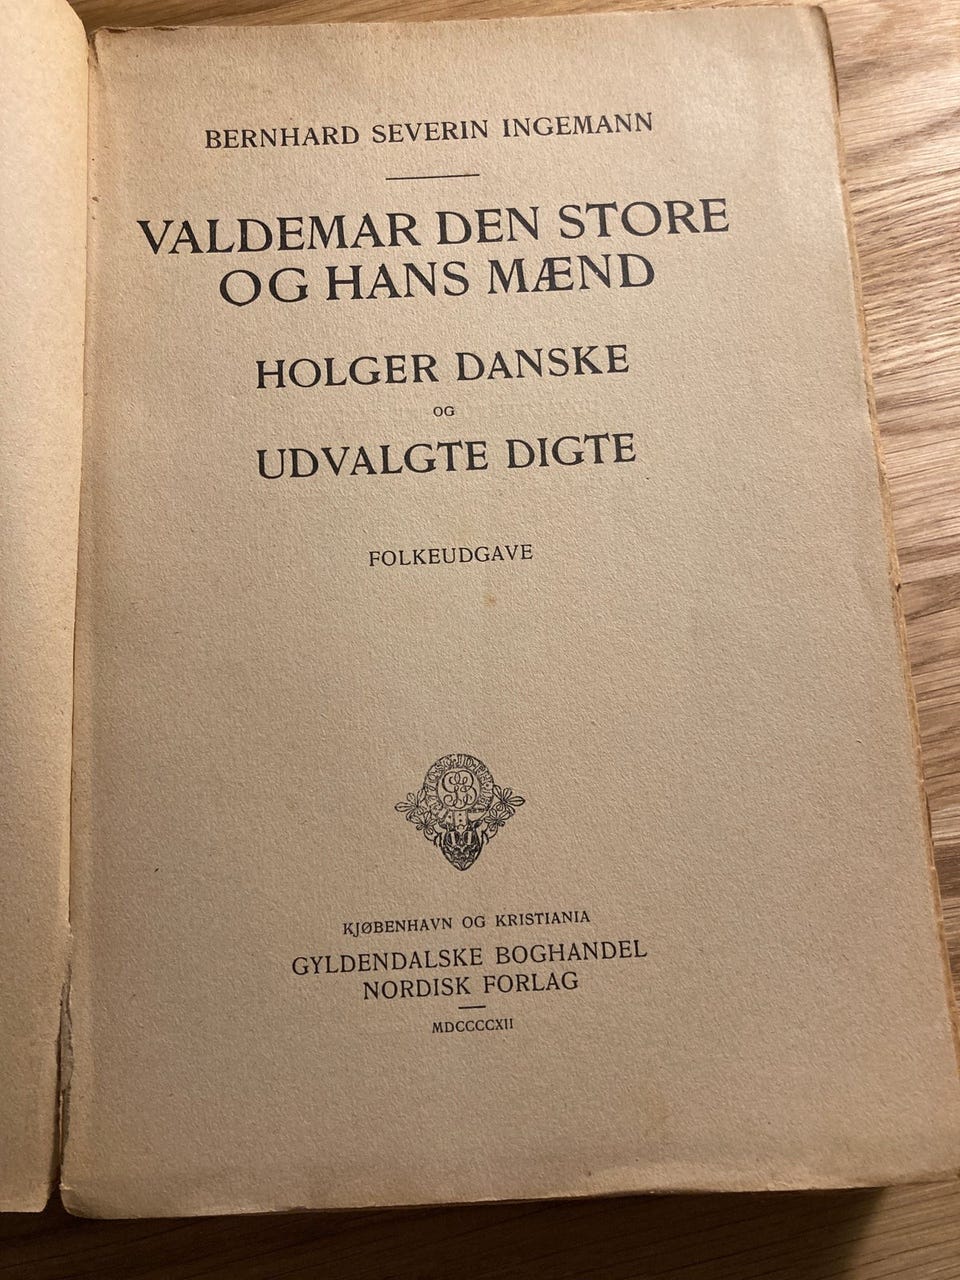 BERNHARD SEVERIN INGEMANN
VALDEMAR DEN STORE
OG HANS MÆND
HOLGER DANSKE
OG
UDVALGTE DIGTE
FOLKEUDGAVE
KJØBENHAVN OG KRISTIANIA
GYLDENDALSKE BOGHANDEL
NORDISK FORLAG
MDCCCCXII